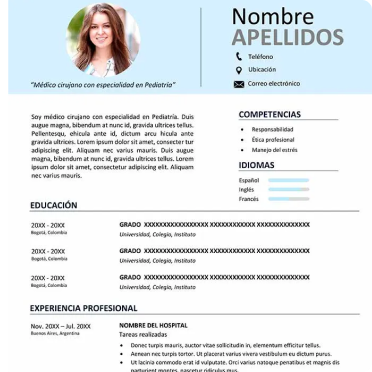 Nombre
APELLIDOS
Teléfono
Ubicación
Correo electrónico
"Médico cirujano con especialidad en Pediatría"
Soy médico cirujano con especialidad en Pediatría. Duis
augue magna, bibendum at nunc id, gravida ultrices tellus.
Pellentesqu, ehicula ante id, dictum arcu hicula ante
gravida ultrices. Lorem ipsum dolor sit amet, consectetur
adipiscing elit. Aliquam nec varius mauris. Duis augue
magna, bibendum at nunc id, gravida ultrices tellus. Lorem
ipsum dolor sit amet, consectetur adipiscing elit. Aliquam
nec varius mauris.
COMPETENCIAS
• Responsabilidad
• Ética profesional
• Manejo del estrés
IDIOMAS
Español
Inglés
Francés
EDUCACIÓN
20XX - 20XX
Bogotá, Colombia
GRADO XXXXXXXXXXXXXXXXX XXXXXXXXXXXX XXXXXXXXXXXXXX
Universidad, Colegio, Instituto
20XX - 20XX
Bogotá, Colombia
GRADO XXXXXXXXXXXXXXXXX XXXXXXXXXXXX XXXXXXXXXXXXXX
Universidad, Colegio, Instituto
20XX - 20XX
Bogotá, Colombia
GRADO XXXXXXXXXXXXXXXXX XXXXXXXXXXXX XXXXXXXXXXXXXX
Universidad, Colegio, Instituto
EXPERIENCIA PROFESIONAL
Nov, 20XX – Jul. 20XX
Buenos Aires, Argentina
NOMBRE DEL HOSPITAL
Tareas realizadas
• Donec turpis mauris, auctor vitae sollicitudin in, elementum efficitur tellus.
• Aenean nec turpis tortor. Ut placerat varius viverra vestibulum eu dictum purus.
• Ut lacinia commodo erat id vulputate. Orci varius natoque penatibus et magnis dis
parturient montes, nascetur ridiculus mus.